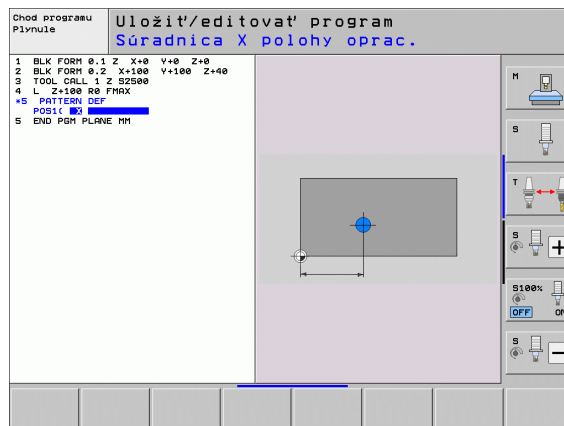 Chod programu
Plynule
Uložiť/editovať program
Súradnica X polohy oprac.
1 BLK FORM 0.1 Z X+0 Y+0 Z+0
2 BLK FORM 0.2 X+100 Y+100 Z+40
3 TOOL CALL 1 Z S2500
4 L Z+100 R0 FMAX
*5 PATTERN DEF
POS1( X
5 END PGM PLANE MM
M
S
T
S
+
S100%
OFF ON
S
-